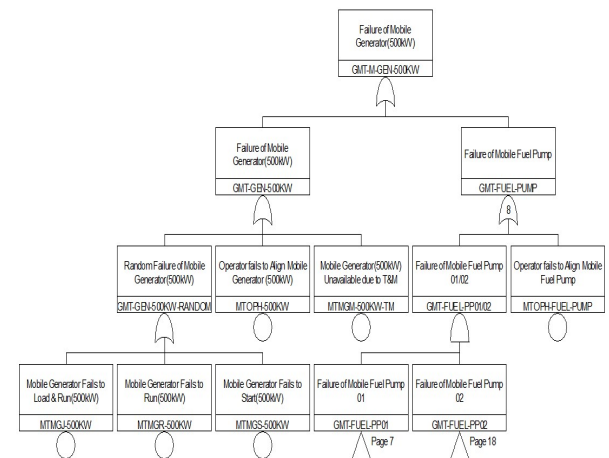 Failure of Mobile
Generator(500kW)
GMT-M-GEN-500KW
Failure of Mobile
Generator(500kW)
GMT-GEN-500KW
Failure of Mobile Fuel Pump
GMT-FUEL-PUMP
8
Random Failure of Mobile
Generator(500kW)
GMT-GEN-500KW-RANDOM
Operator fails to Align Mobile
Generator (500kW)
MTOPH-500KW
Mobile Generator(500kW)
Unavailable due to T&M
MTMGM-500KW-TM
Failure of Mobile Fuel Pump
01/02
GMT-FUEL-PP01/02
Operator fails to Align Mobile
Fuel Pump
MTOPH-FUEL-PUMP
Mobile Generator Fails to
Load & Run(500kW)
MTMGJ-500KW
Mobile Generator Fails to
Run(500kW)
MTMGR-500KW
Mobile Generator Fails to
Start(500kW)
MTMGS-500KW
Failure of Mobile Fuel Pump
01
GMT-FUEL-PP01
Page 7
Failure of Mobile Fuel Pump
02
GMT-FUEL-PP02
Page 18